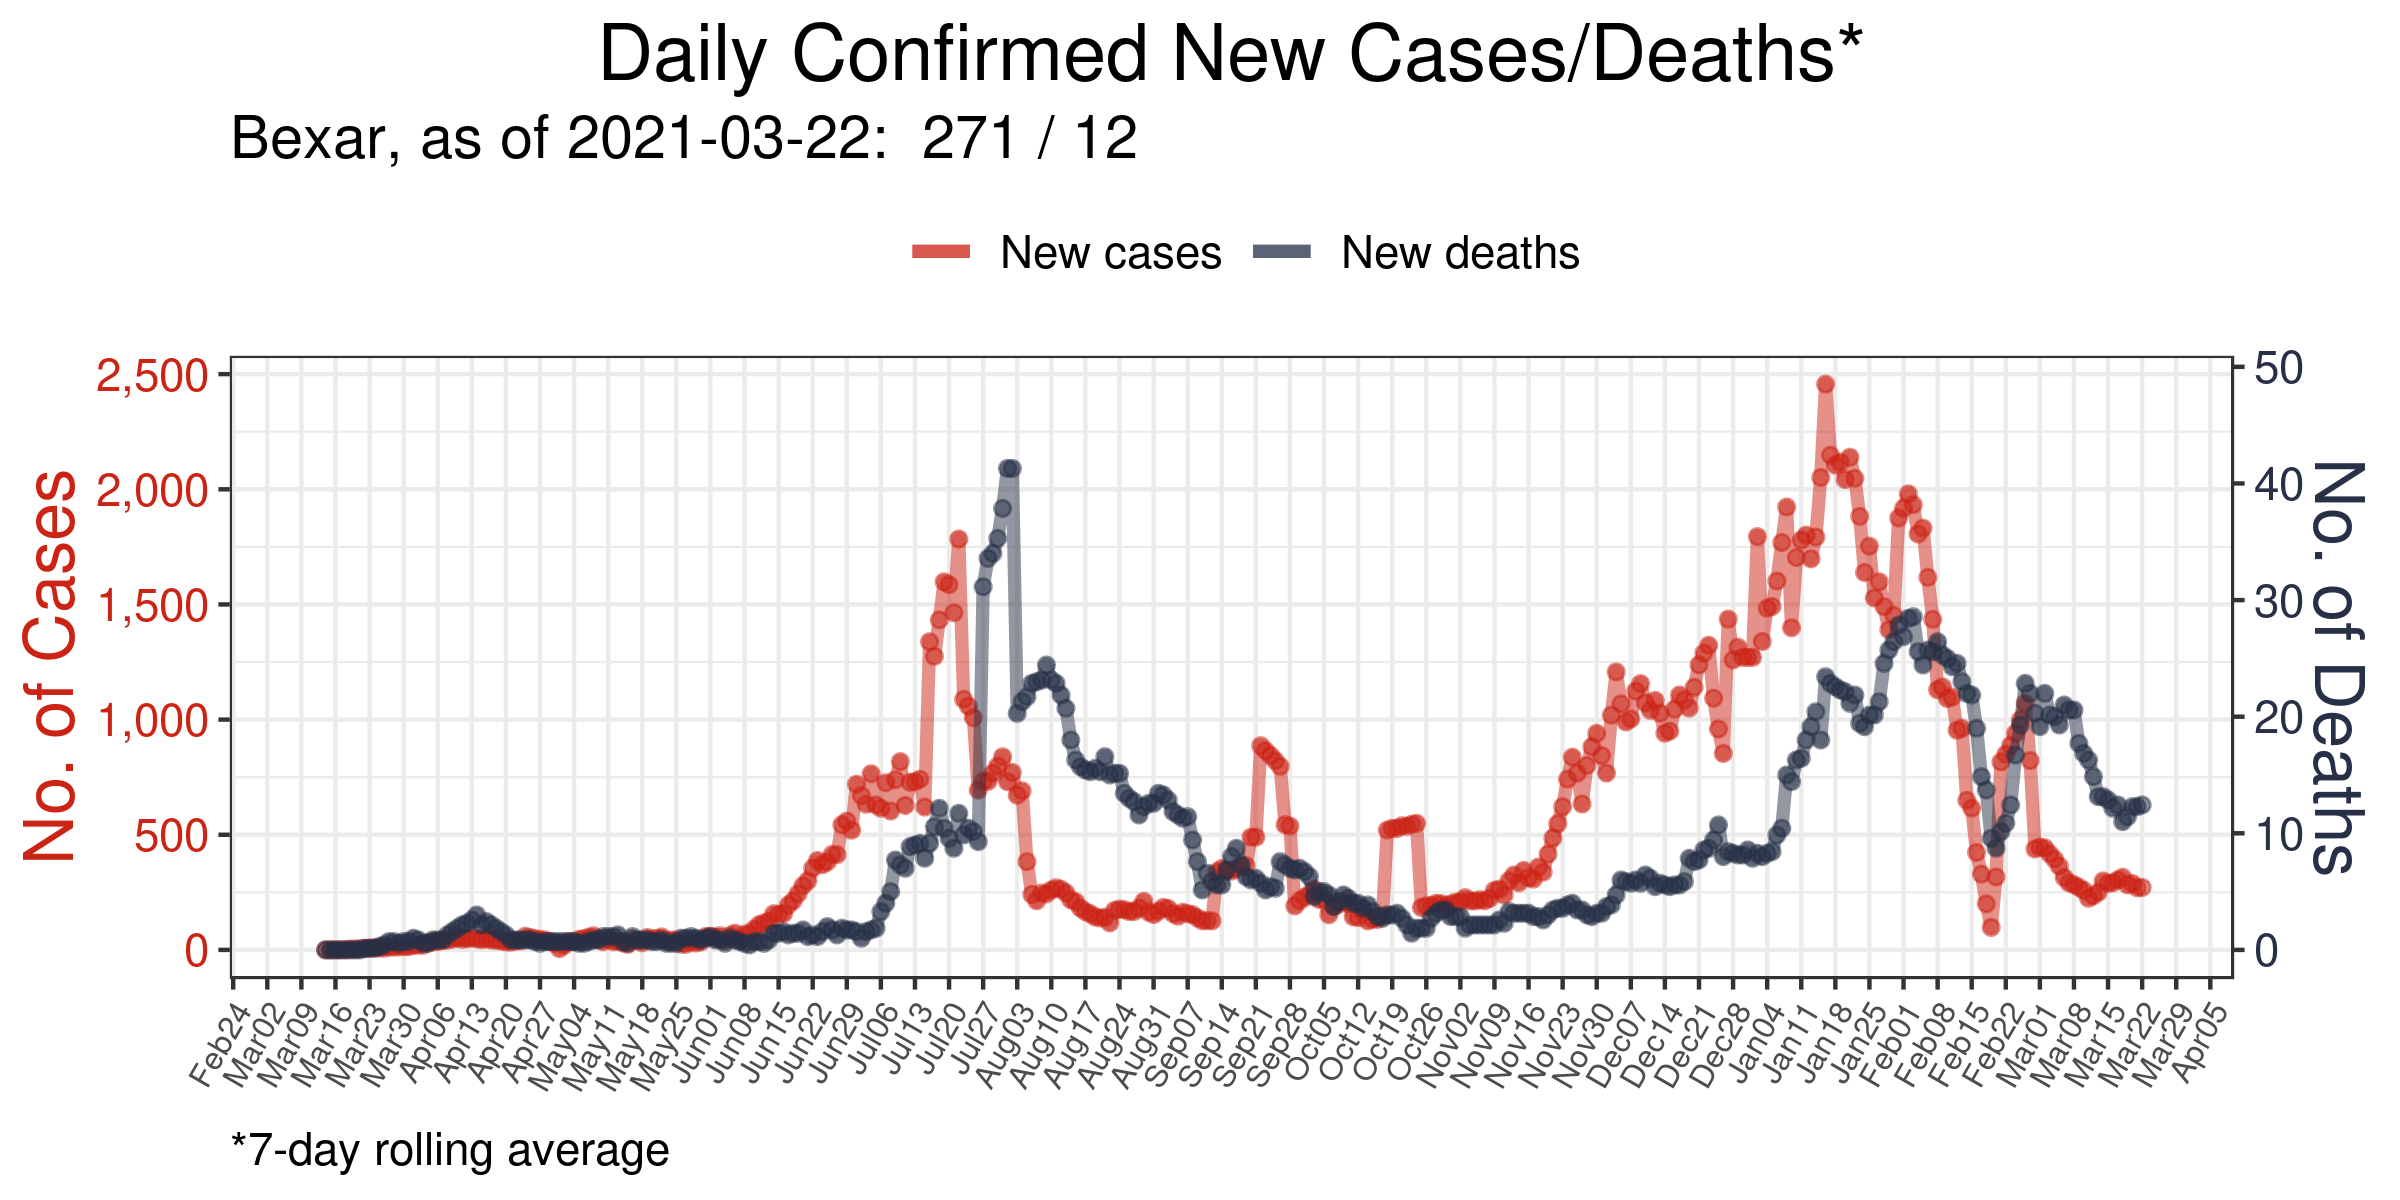 Daily Confirmed New Cases/Deaths*
Bexar, as of 2021-03-22:  271 / 12
New cases New deaths
No. of Cases
2,500
2,000
1,500
1,000
500
0
50
40
30
20
10
0
No. of Deaths
Feb24 Mar02 Mar09 Mar16 Mar23 Mar30 Apr06 Apr13 Apr20 Apr27 May04 May11 May18 May25 Jun01 Jun08 Jun15 Jun22 Jun29 Jul06 Jul13 Jul20 Jul27 Aug03 Aug10 Aug17 Aug24 Aug31 Sep07 Sep14 Sep21 Sep28 Oct05 Oct12 Oct19 Oct26 Nov02 Nov09 Nov16 Nov23 Nov30 Dec07 Dec14 Dec21 Dec28 Jan04 Jan11 Jan18 Jan25 Feb01 Feb08 Feb15 Feb22 Mar01 Mar08 Mar15 Mar22 Mar29 Apr05
*7-day rolling average